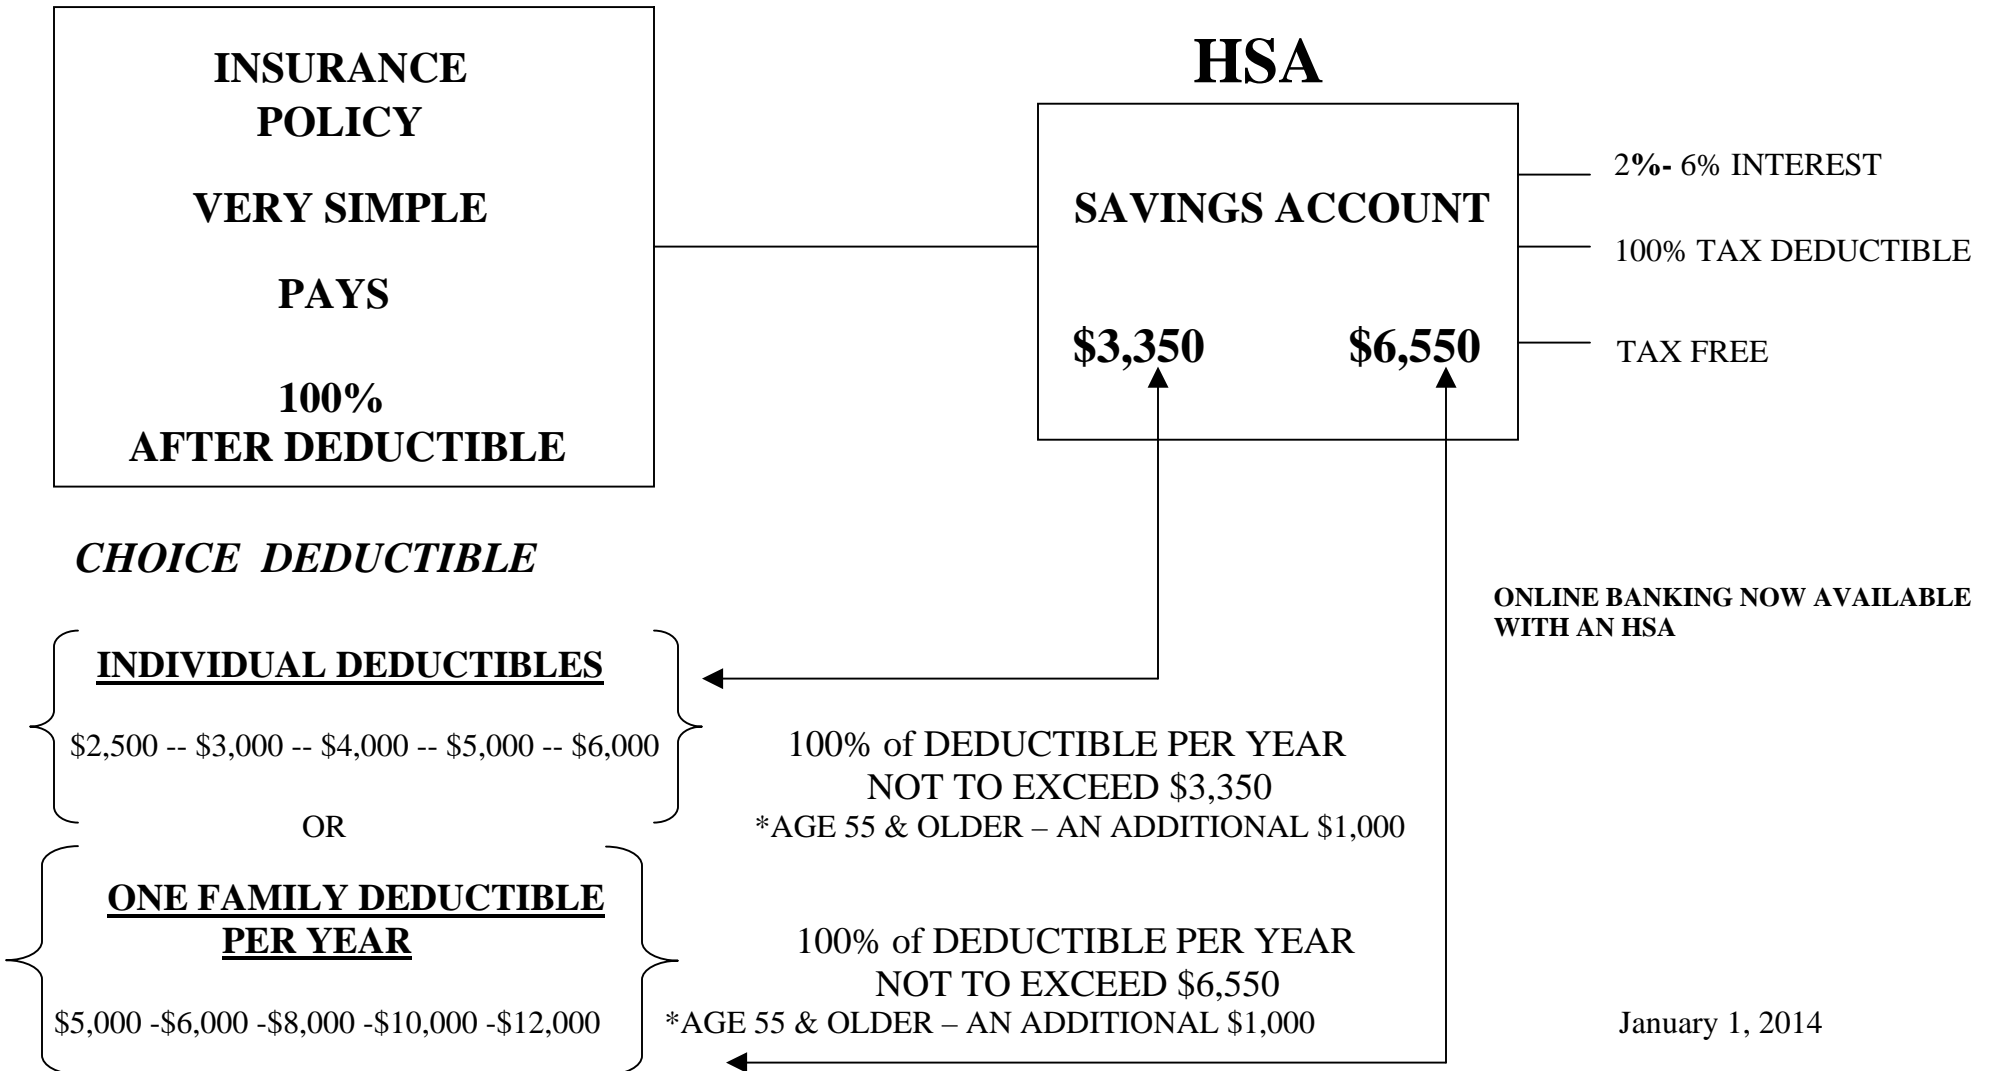 INSURANCE
POLICY
VERY SIMPLE
PAYS
100%
AFTER DEDUCTIBLE
HSA
SAVINGS ACCOUNT
$3,350 $6,550
2%- 6% INTEREST
100% TAX DEDUCTIBLE
TAX FREE
CHOICE DEDUCTIBLE
ONLINE BANKING NOW AVAILABLE
WITH AN HSA
INDIVIDUAL DEDUCTIBLES
$2,500 -- $3,000 -- $4,000 -- $5,000 -- $6,000
100% of DEDUCTIBLE PER YEAR
NOT TO EXCEED $3,350
*AGE 55 & OLDER – AN ADDITIONAL $1,000
OR
ONE FAMILY DEDUCTIBLE
PER YEAR
$5,000 -$6,000 -$8,000 -$10,000 -$12,000
100% of DEDUCTIBLE PER YEAR
NOT TO EXCEED $6,550
*AGE 55 & OLDER – AN ADDITIONAL $1,000
January 1, 2014